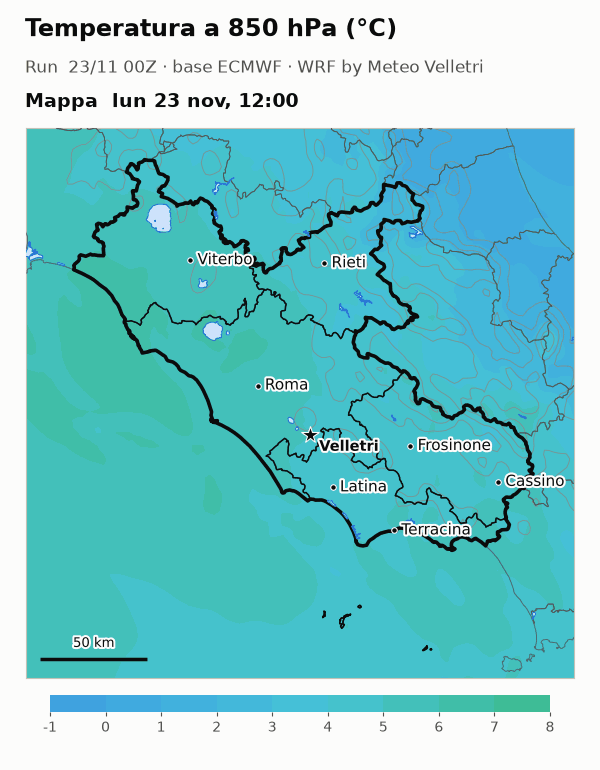 Temperatura a 850 hPa (°C)
Run  23/11 00Z · base ECMWF · WRF by Meteo Velletri
Mappa  lun 23 nov, 12:00
Viterbo
Rieti
Roma
Velletri
Frosinone
Latina
Cassino
Terracina
50 km
-1 0 1 2 3 4 5 6 7 8